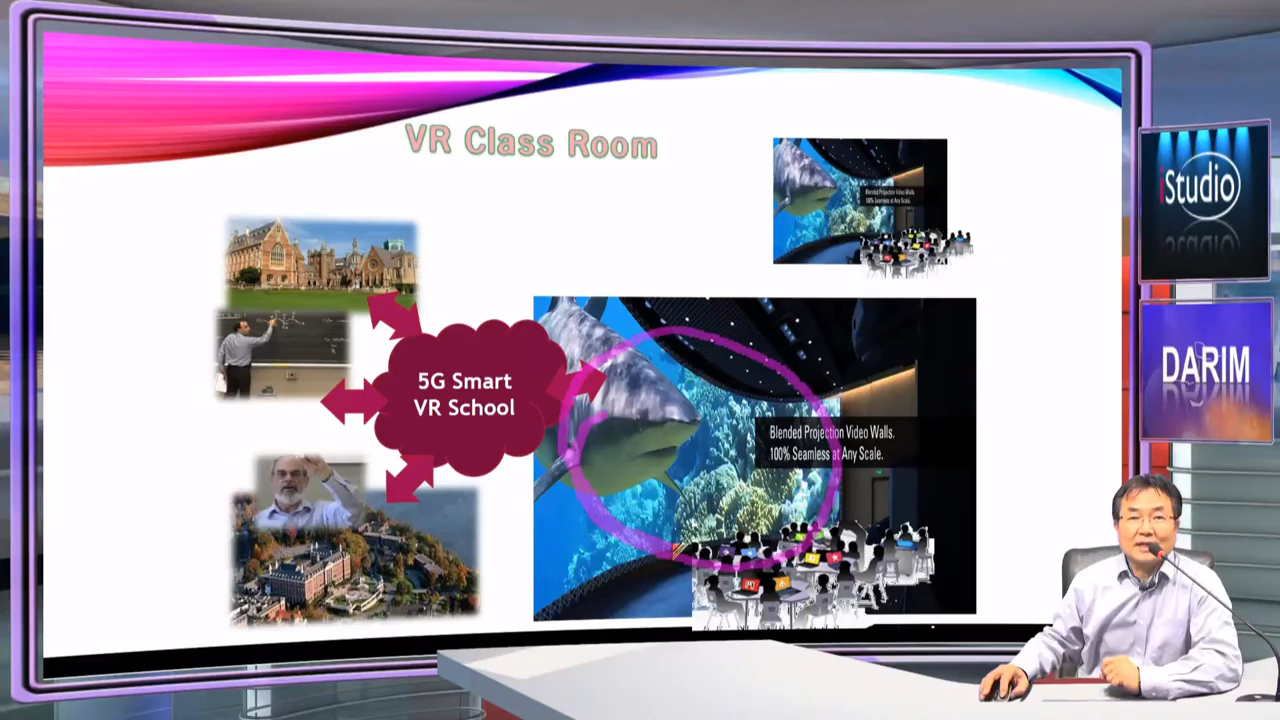 VR Class Room
Blended Projection Video Walls.
100% Seamless at Any Scale.
iStudio
5G Smart
VR School
DARIM
Blended Projection Video Walls.
100% Seamless at Any Scale.
IPO